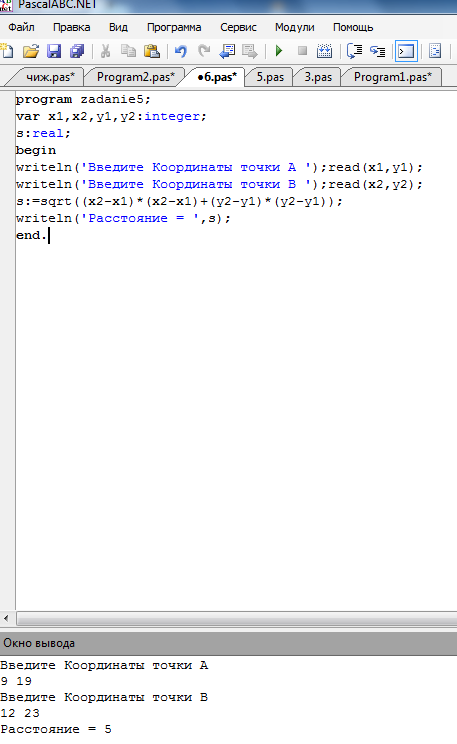 PascalABC.NET
Файл Правка Вид Программа Сервис Модули Помощь
чиж.pas* Program2.pas* •6.pas* 5.pas 3.pas Program1.pas*
program zadanie5;
var x1,x2,y1,y2:integer;
s:real;
begin
writeln('Введите Координаты точки А ');read(x1,y1);
writeln('Введите Координаты точки В ');read(x2,y2);
s:=sqrt((x2-x1)*(x2-x1)+(y2-y1)*(y2-y1));
writeln('Расстояние = ',s);
end.
Окно вывода
Введите Координаты точки А
9 19
Введите Координаты точки В
12 23
Расстояние = 5